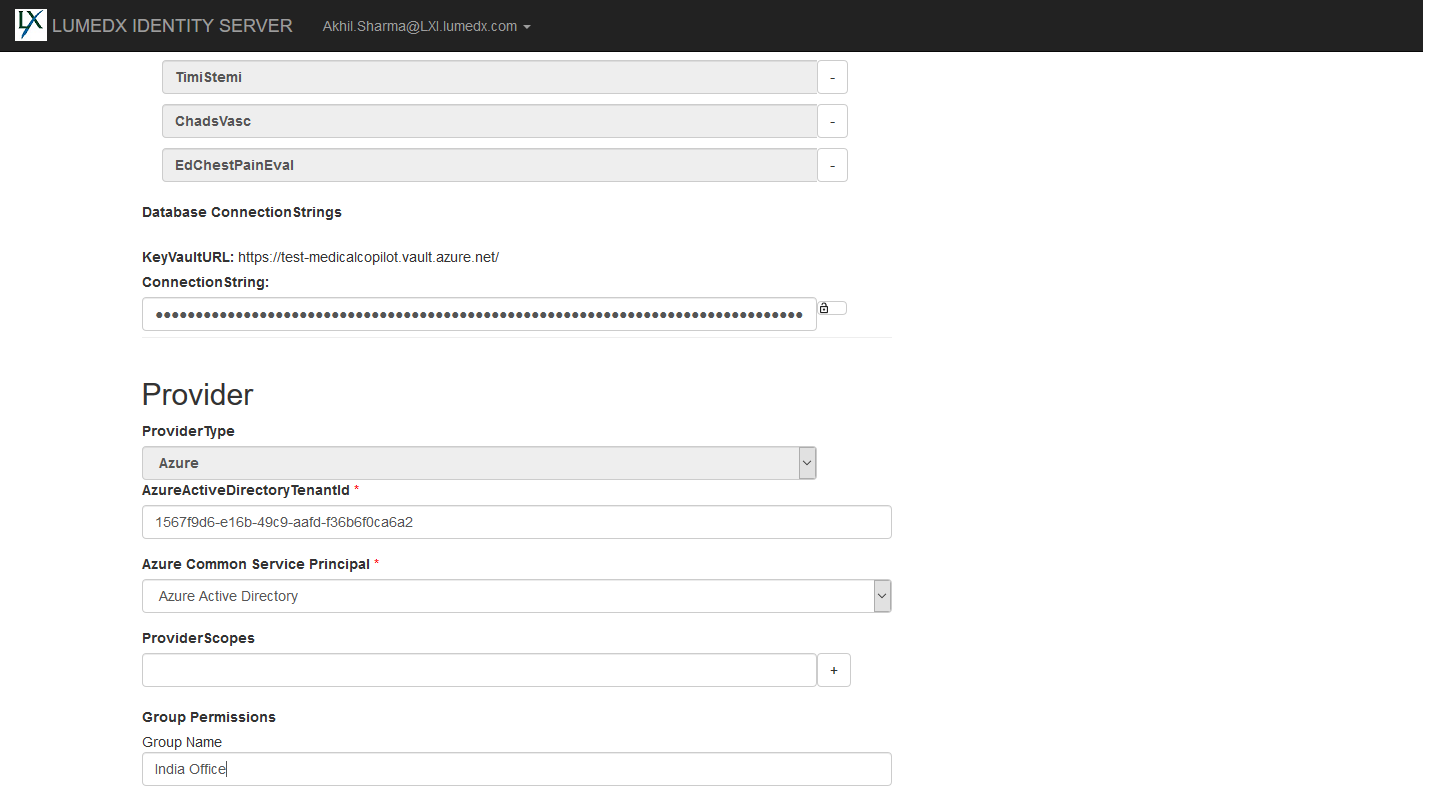 LX LUMEDX IDENTITY SERVER Akhil.Sharma@LXI.lumedx.com
TimiStemi -
ChadsVasc -
EdChestPainEval -
Database ConnectionStrings
KeyVaultURL: https://test-medicalcopilot.vault.azure.net/
ConnectionString:
Provider
ProviderType
Azure
AzureActiveDirectoryTenantId *
1567f9d6-e16b-49c9-aafd-f36b6f0ca6a2
Azure Common Service Principal *
Azure Active Directory
ProviderScopes
+
Group Permissions
Group Name
India Office